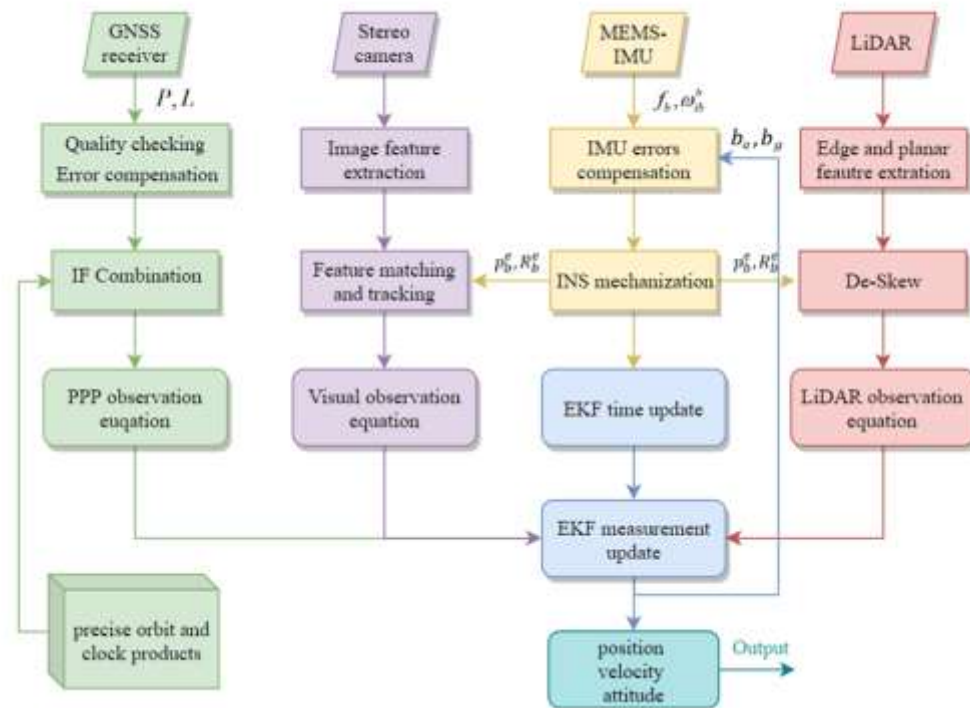 GNSS
receiver
Stereo
camera
MEMS-
IMU
LiDAR
P, L
f_b, ω_{ib}^b
b_a, b_g
Quality checking
Error compensation
Image feature
extraction
IMU errors
compensation
Edge and planar
feautre extration
IF Combination
Feature matching
and tracking
p_b^e, R_b^e
INS mechanization
p_b^e, R_b^e
De-Skew
PPP observation
euqation
Visual observation
equation
EKF time update
LiDAR observation
equation
EKF measurement
update
precise orbit and
clock products
position
velocity
attitude
Output